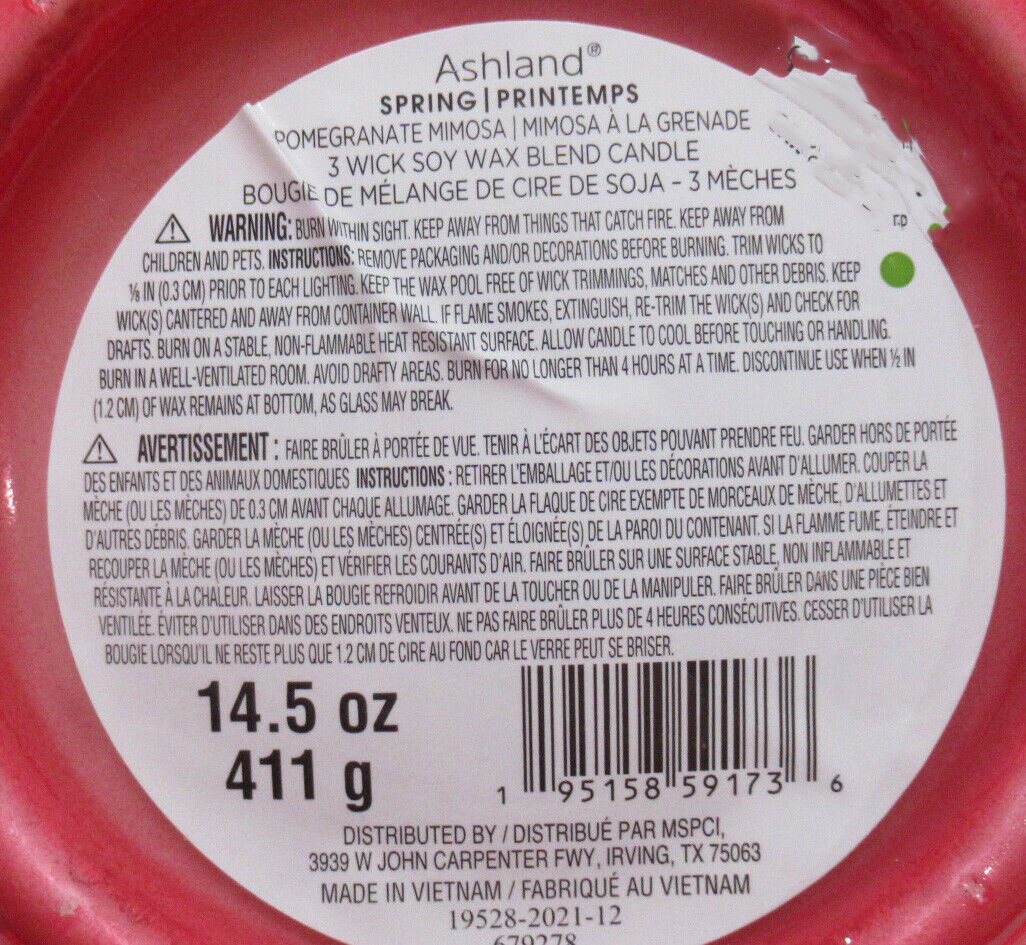 Ashland®
SPRING | PRINTEMPS
POMEGRANATE MIMOSA | MIMOSA À LA GRENADE
3 WICK SOY WAX BLEND CANDLE
BOUGIE DE MÉLANGE DE CIRE DE SOJA - 3 MÈCHES
WARNING: BURN WITHIN SIGHT. KEEP AWAY FROM THINGS THAT CATCH FIRE. KEEP AWAY FROM
CHILDREN AND PETS. INSTRUCTIONS: REMOVE PACKAGING AND/OR DECORATIONS BEFORE BURNING. TRIM WICKS TO
⅛ IN (0.3 CM) PRIOR TO EACH LIGHTING. KEEP THE WAX POOL FREE OF WICK TRIMMINGS, MATCHES AND OTHER DEBRIS. KEEP
WICK(S) CANTERED AND AWAY FROM CONTAINER WALL. IF FLAME SMOKES, EXTINGUISH, RE-TRIM THE WICK(S) AND CHECK FOR
DRAFTS. BURN ON A STABLE, NON-FLAMMABLE HEAT RESISTANT SURFACE. ALLOW CANDLE TO COOL BEFORE TOUCHING OR HANDLING.
BURN IN A WELL-VENTILATED ROOM. AVOID DRAFTY AREAS. BURN FOR NO LONGER THAN 4 HOURS AT A TIME. DISCONTINUE USE WHEN ½ IN
(1.2 CM) OF WAX REMAINS AT BOTTOM, AS GLASS MAY BREAK.
AVERTISSEMENT : FAIRE BRÛLER À PORTÉE DE VUE. TENIR À L'ÉCART DES OBJETS POUVANT PRENDRE FEU. GARDER HORS DE PORTÉE
DES ENFANTS ET DES ANIMAUX DOMESTIQUES INSTRUCTIONS : RETIRER L'EMBALLAGE ET/OU LES DÉCORATIONS AVANT D'ALLUMER. COUPER LA
MÈCHE (OU LES MÈCHES) DE 0.3 CM AVANT CHAQUE ALLUMAGE. GARDER LA FLAQUE DE CIRE EXEMPTE DE MORCEAUX DE MÈCHE, D'ALLUMETTES ET
D'AUTRES DÉBRIS. GARDER LA MÈCHE (OU LES MÈCHES) CENTRÉE(S) ET ÉLOIGNÉE(S) DE LA PAROI DU CONTENANT. SI LA FLAMME FUME, ÉTEINDRE ET
RECOUPER LA MÈCHE (OU LES MÈCHES) ET VÉRIFIER LES COURANTS D'AIR. FAIRE BRÛLER SUR UNE SURFACE STABLE, NON INFLAMMABLE ET
RÉSISTANTE À LA CHALEUR. LAISSER LA BOUGIE REFROIDIR AVANT DE LA TOUCHER OU DE LA MANIPULER. FAIRE BRÛLER DANS UNE PIÈCE BIEN
VENTILÉE. ÉVITER D'UTILISER DANS DES ENDROITS VENTEUX. NE PAS FAIRE BRÛLER PLUS DE 4 HEURES CONSÉCUTIVES. CESSER D'UTILISER LA
BOUGIE LORSQU'IL NE RESTE PLUS QUE 1.2 CM DE CIRE AU FOND CAR LE VERRE PEUT SE BRISER.
14.5 oz
411 g
1 95158 59173 6
DISTRIBUTED BY / DISTRIBUÉ PAR MSPCI,
3939 W JOHN CARPENTER FWY, IRVING, TX 75063
MADE IN VIETNAM / FABRIQUÉ AU VIETNAM
19528-2021-12
679278